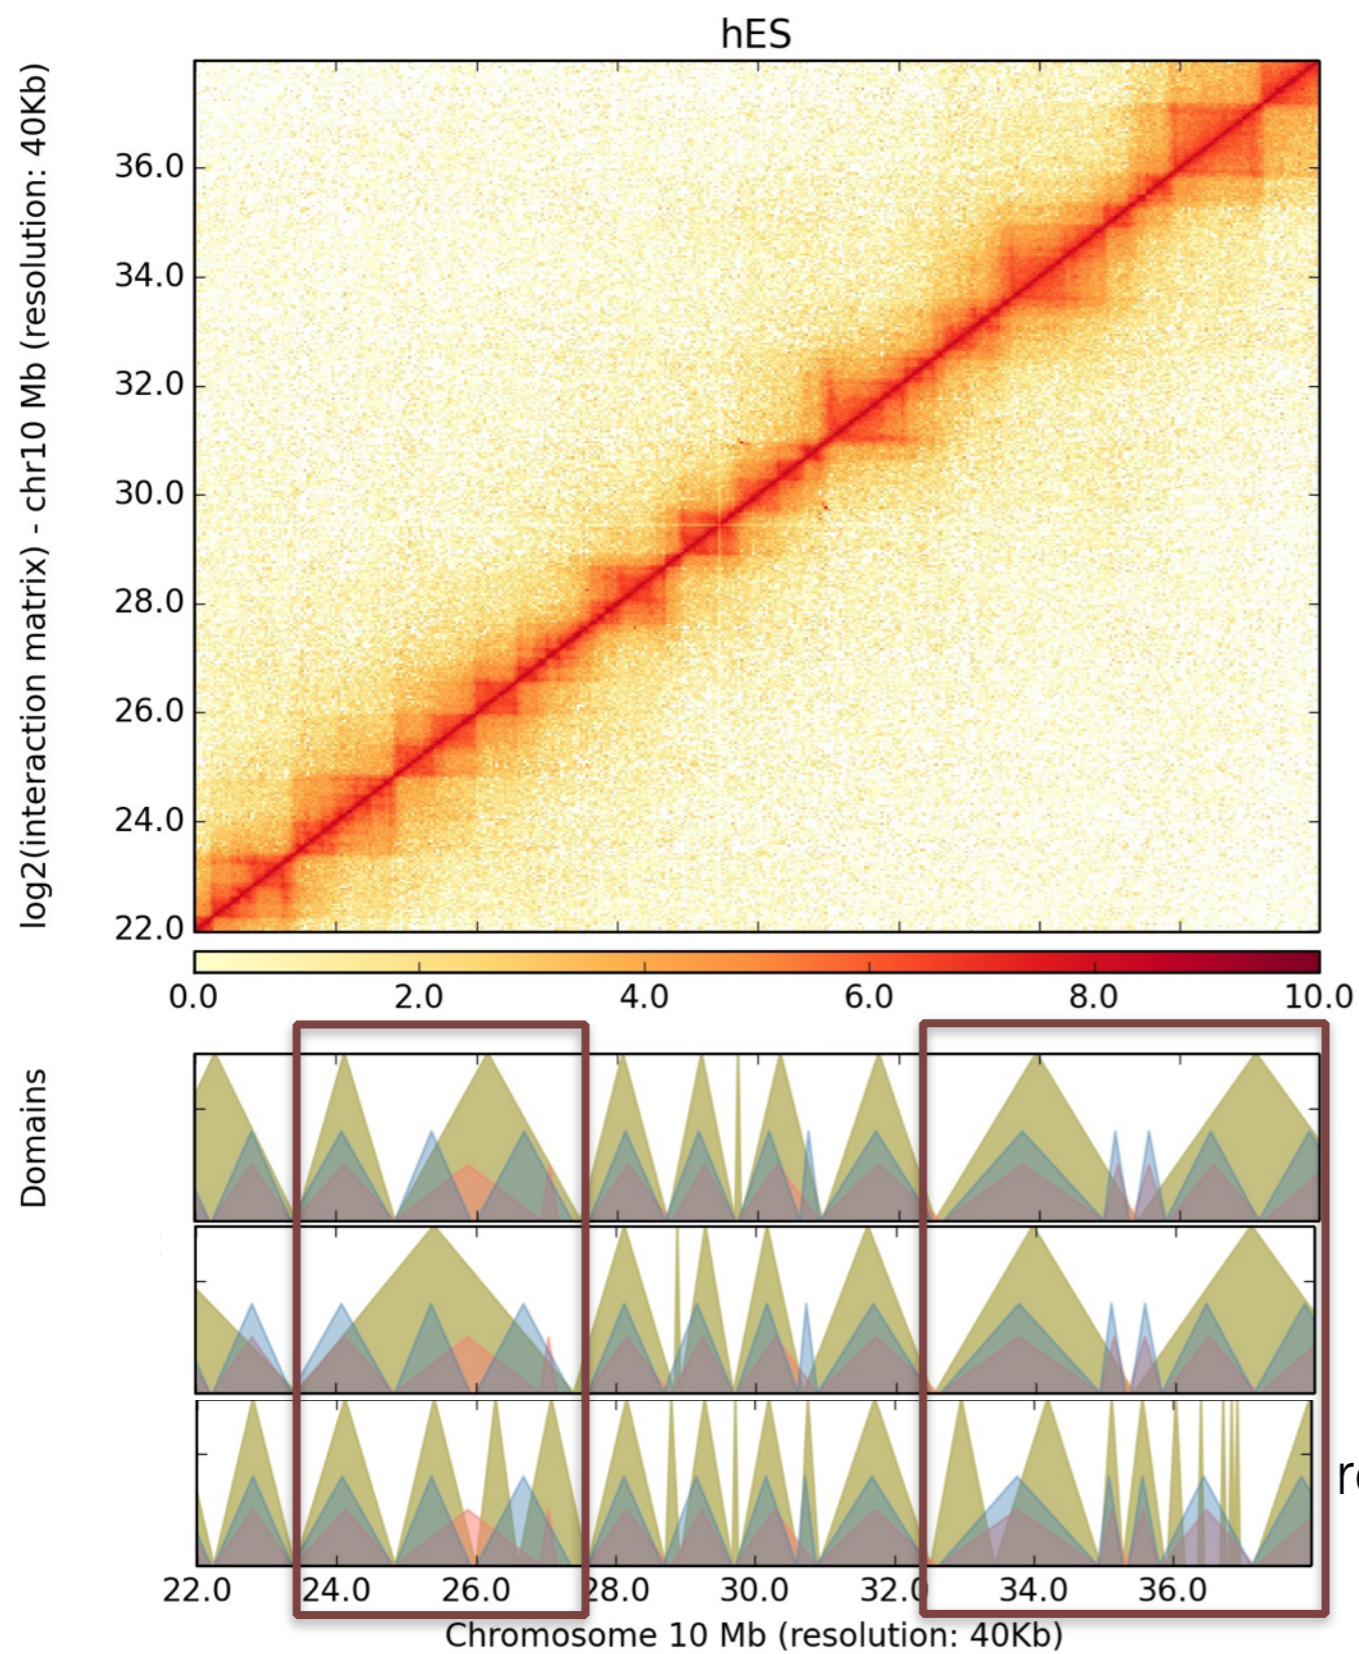 hES
log2(interaction matrix) - chr10 Mb (resolution: 40Kb)
36.0
34.0
32.0
30.0
28.0
26.0
24.0
22.0
0.0 2.0 4.0 6.0 8.0 10.0
Domains
re
22.0 24.0 26.0 28.0 30.0 32.0 34.0 36.0
Chromosome 10 Mb (resolution: 40Kb)